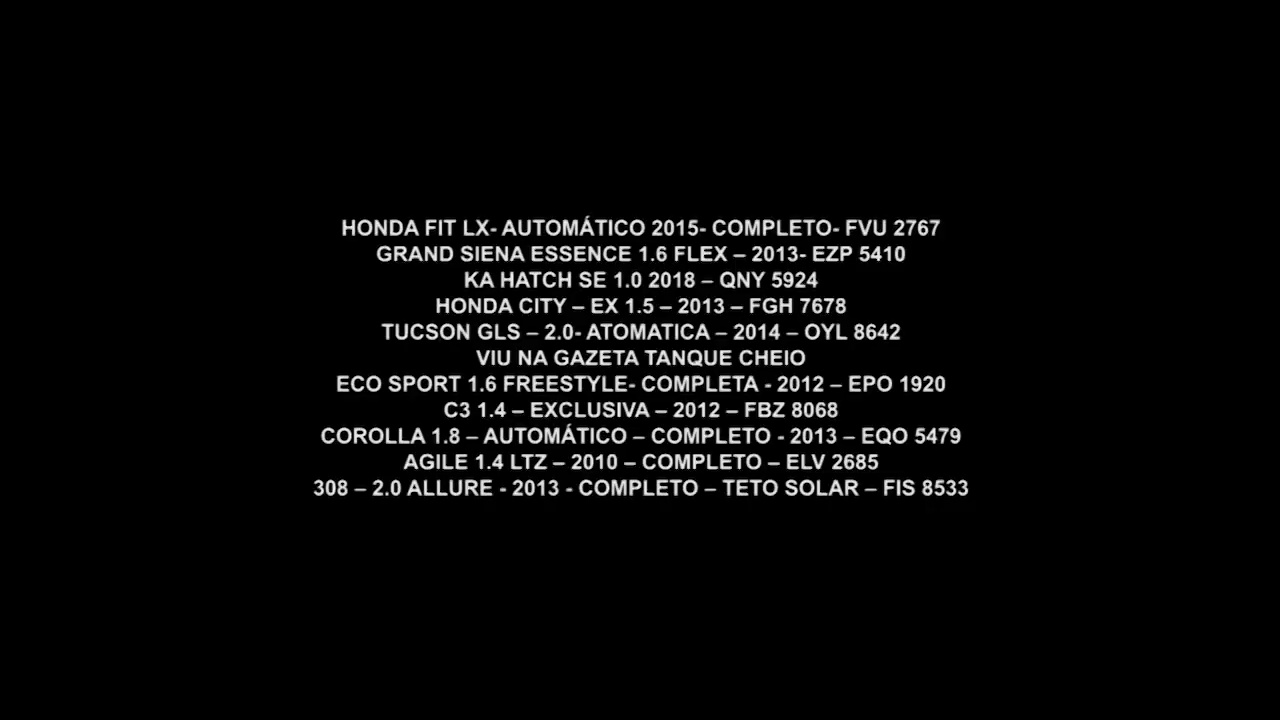 HONDA FIT LX- AUTOMÁTICO 2015- COMPLETO- FVU 2767
GRAND SIENA ESSENCE 1.6 FLEX – 2013- EZP 5410
KA HATCH SE 1.0 2018 – QNY 5924
HONDA CITY – EX 1.5 – 2013 – FGH 7678
TUCSON GLS – 2.0- ATOMATICA – 2014 – OYL 8642
VIU NA GAZETA TANQUE CHEIO
ECO SPORT 1.6 FREESTYLE- COMPLETA - 2012 – EPO 1920
C3 1.4 – EXCLUSIVA – 2012 – FBZ 8068
COROLLA 1.8 – AUTOMÁTICO – COMPLETO - 2013 – EQO 5479
AGILE 1.4 LTZ – 2010 – COMPLETO – ELV 2685
308 – 2.0 ALLURE - 2013 - COMPLETO – TETO SOLAR – FIS 8533